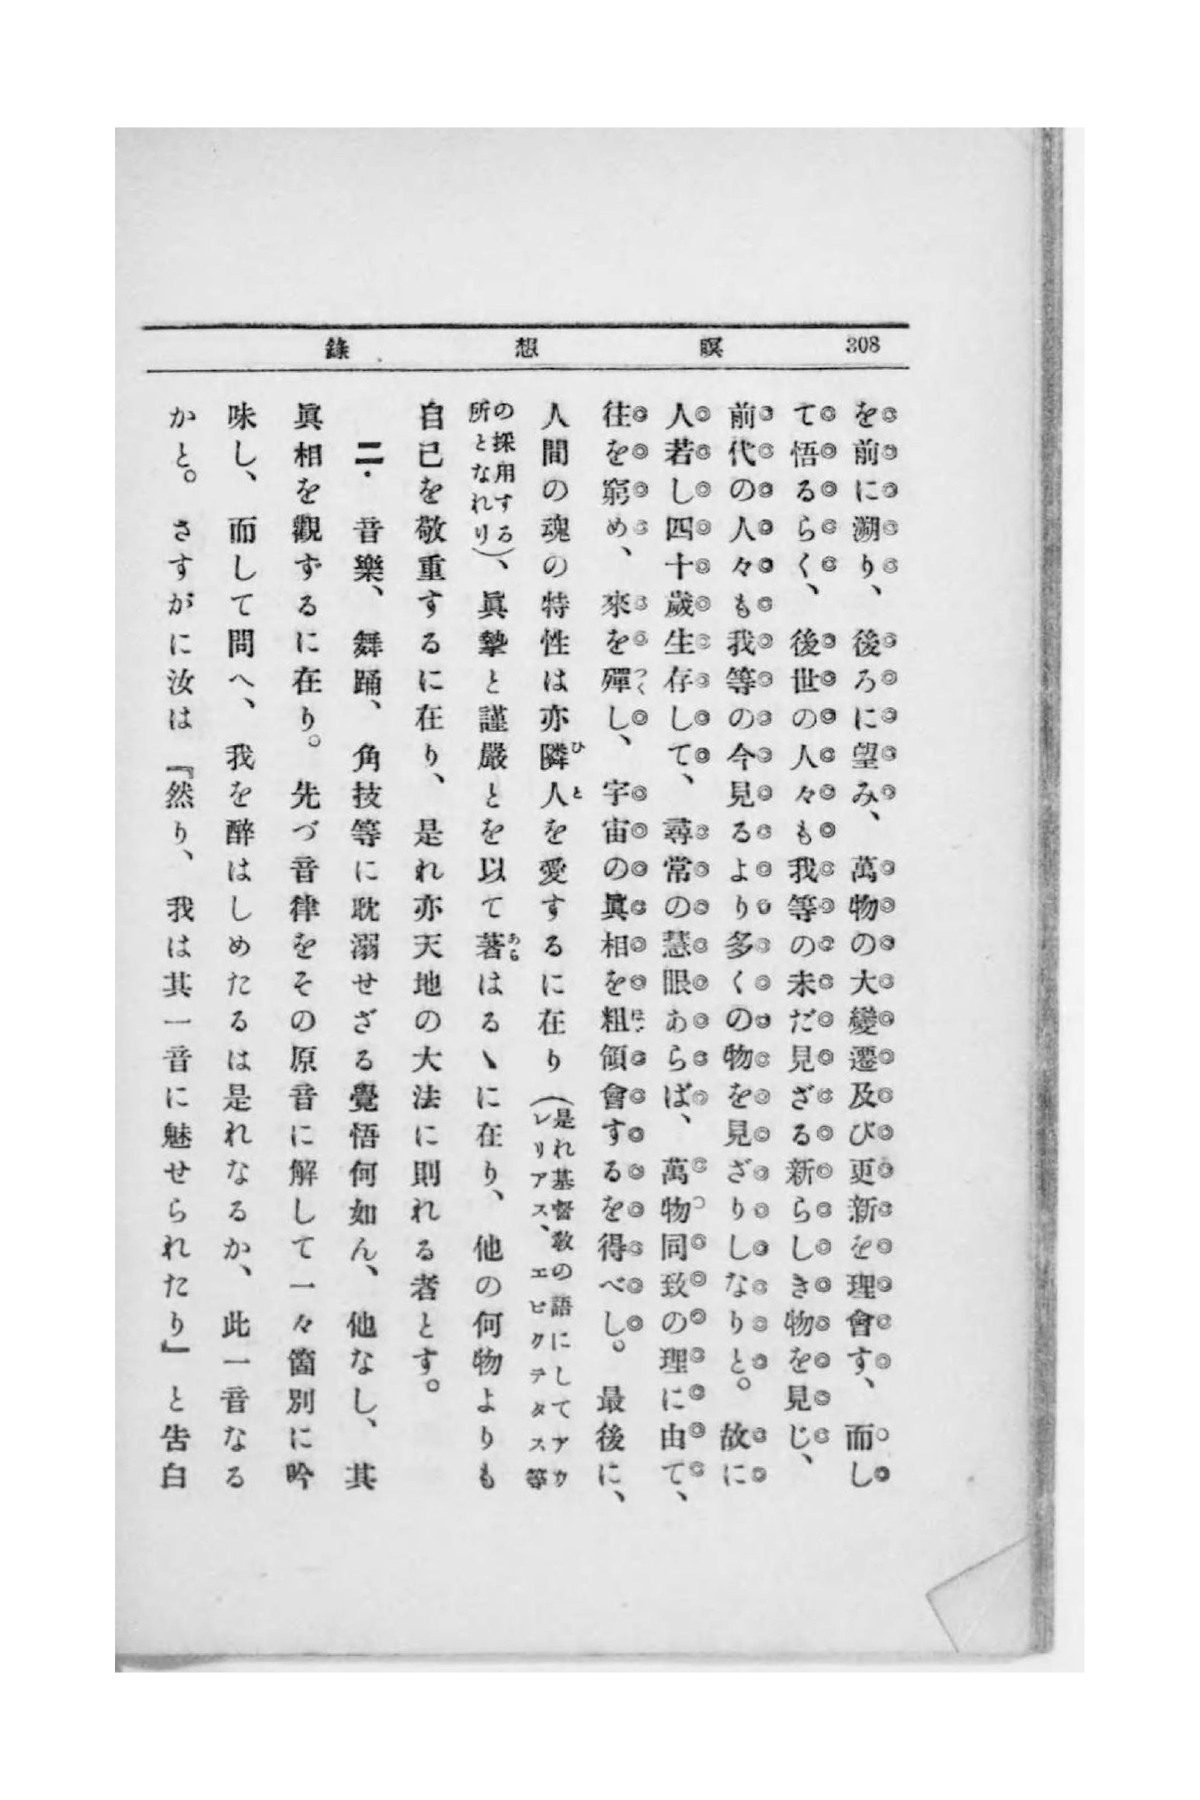 308 瞑想錄
を前に溯り、後ろに望み、萬物の大變遷及び更新を理會す、而し
て悟るらく、後世の人々も我等の未だ見ざる新らしき物を見じ、
前代の人々も我等の今見るより多くの物を見ざりしなりと。故に
人若し四十歲生存して、尋常の慧眼あらば、萬物同致の理に由て、
往を窮め、來を殫し、宇宙の眞相を粗領會するを得べし。最後に、
人間の魂の特性は亦隣人を愛するに在り(是れ基督敎の語にしてアウレリアス、エピクテタス等
の採用する所となれり)、眞摯と謹嚴とを以て著はるゝに在り、他の何物よりも
自己を敬重するに在り、是れ亦天地の大法に則れる者とす。
二. 音樂、舞踊、角技等に耽溺せざる覺悟何如ん、他なし、其
眞相を觀ずるに在り。先づ音律をその原音に解して一々箇別に吟
味し、而して問へ、我を醉はしめたるは是れなるか、此一音なる
かと。さすがに汝は『然り、我は其一音に魅せられたり』と吿白